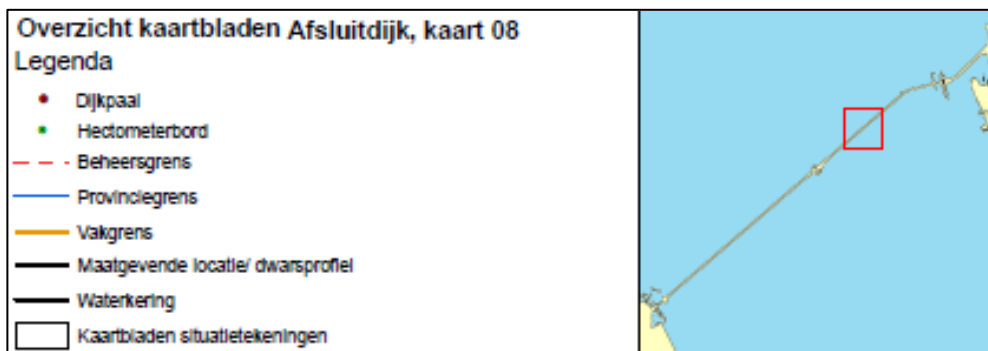 Overzicht kaartbladen Afsluitdijk, kaart 08
Legenda
Dijkpaal
Hectometerbord
Beheersgrens
Provinciegrens
Vakgrens
Maatgevende locatie/ dwarsprofiel
Waterkering
Kaartbladen situatietekeningen